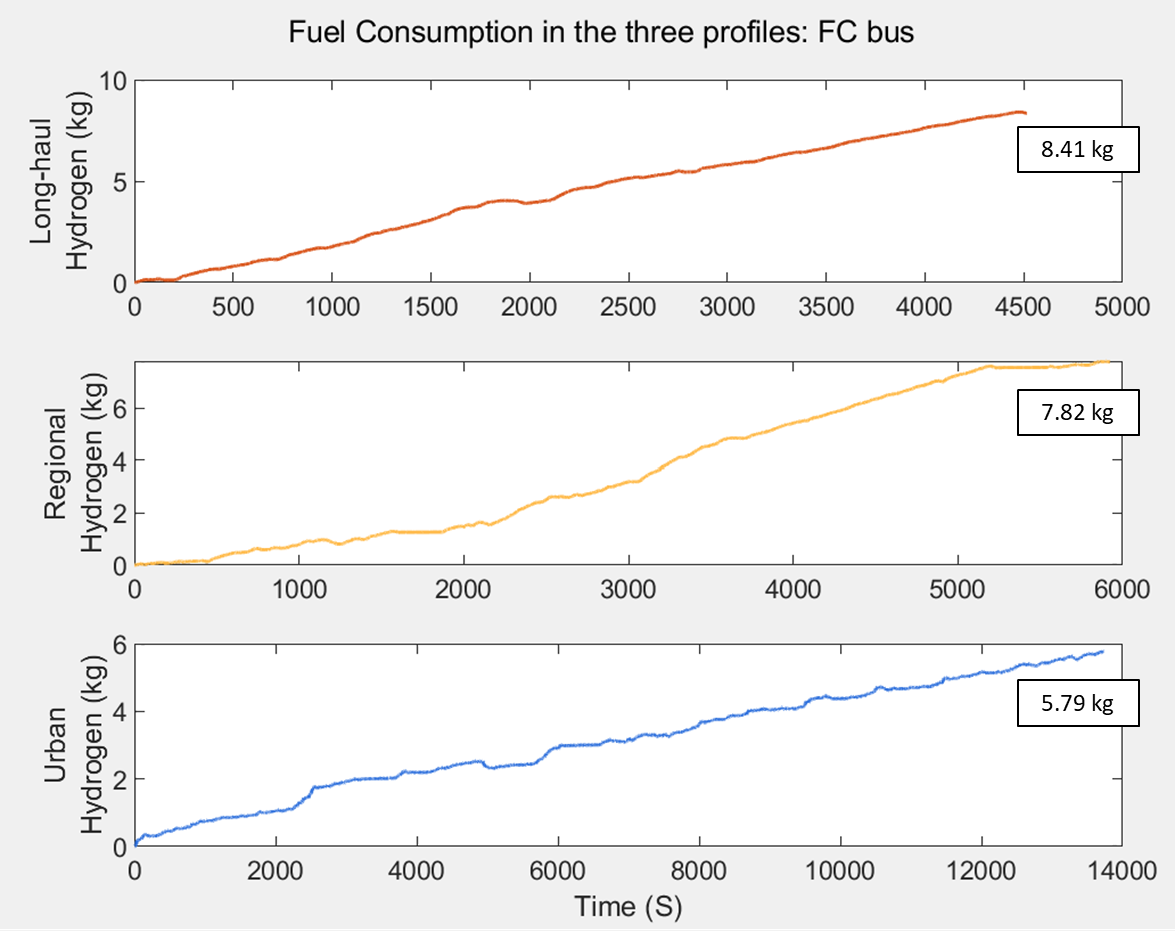 Fuel Consumption in the three profiles: FC bus
Long-haul
Hydrogen (kg)
10
5
0
8.41 kg
0 500 1000 1500 2000 2500 3000 3500 4000 4500 5000
Regional
Hydrogen (kg)
6
4
2
0
7.82 kg
0 1000 2000 3000 4000 5000 6000
Urban
Hydrogen (kg)
6
4
2
0
5.79 kg
0 2000 4000 6000 8000 10000 12000 14000
Time (S)